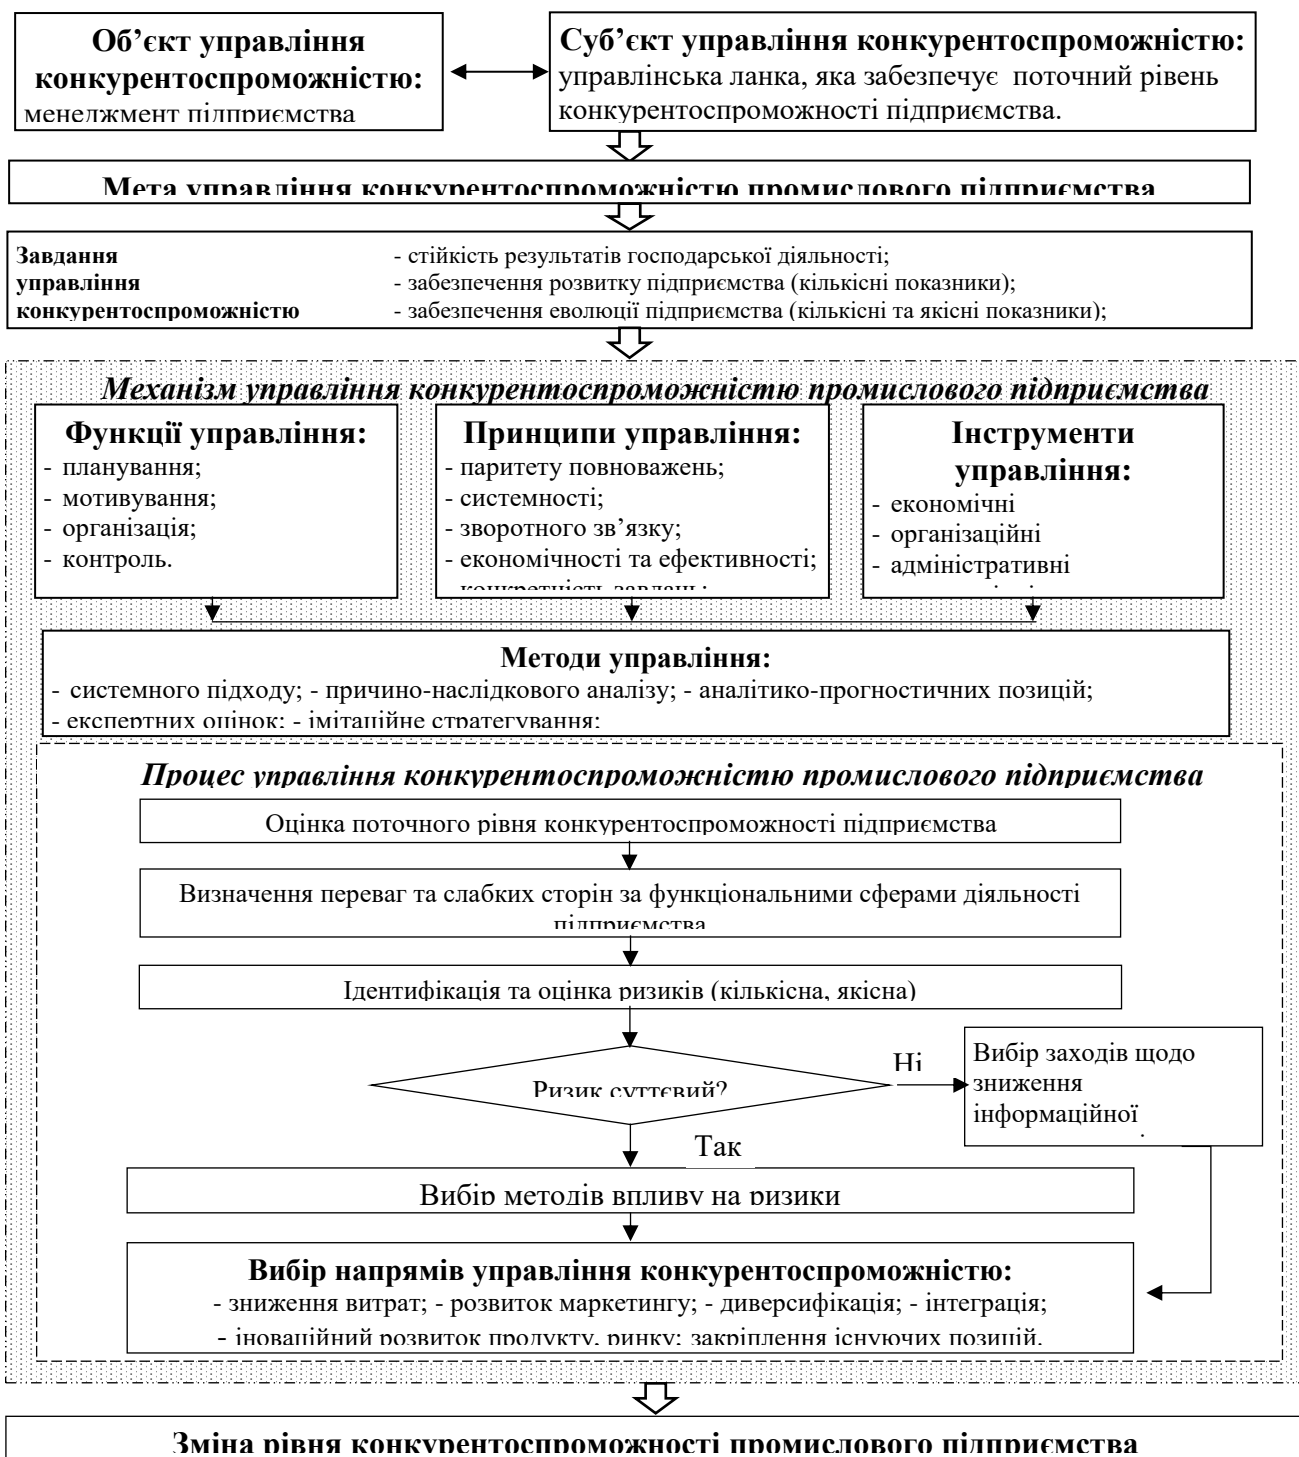 Об’єкт управління
конкурентоспроможністю:
менеджмент підприємства
Суб’єкт управління конкурентоспроможністю:
управлінська ланка, яка забезпечує поточний рівень
конкурентоспроможності підприємства.
Мета управління конкурентоспроможністю промислового підприємства
Завдання
управління
конкурентоспроможністю
- стійкість результатів господарської діяльності;
- забезпечення розвитку підприємства (кількісні показники);
- забезпечення еволюції підприємства (кількісні та якісні показники);
Механізм управління конкурентоспроможністю промислового підприємства
Функції управління:
- планування;
- мотивування;
- організація;
- контроль.
Принципи управління:
- паритету повноважень;
- системності;
- зворотного зв’язку;
- економічності та ефективності;
- конкретність завдань;
Інструменти
управління:
- економічні
- організаційні
- адміністративні
Методи управління:
- системного підходу; - причино-наслідкового аналізу; - аналітико-прогностичних позицій;
- експертних оцінок; - імітаційне стратегування;
Процес управління конкурентоспроможністю промислового підприємства
Оцінка поточного рівня конкурентоспроможності підприємства
Визначення переваг та слабких сторін за функціональними сферами діяльності
підприємства
Ідентифікація та оцінка ризиків (кількісна, якісна)
Ризик суттєвий?
Ні
Вибір заходів щодо
зниження
інформаційної
Так
Вибір методів впливу на ризики
Вибір напрямів управління конкурентоспроможністю:
- зниження витрат; - розвиток маркетингу; - диверсифікація; - інтеграція;
- іноваційний розвиток продукту, ринку; закріплення існуючих позицій.
Зміна рівня конкурентоспроможності промислового підприємства